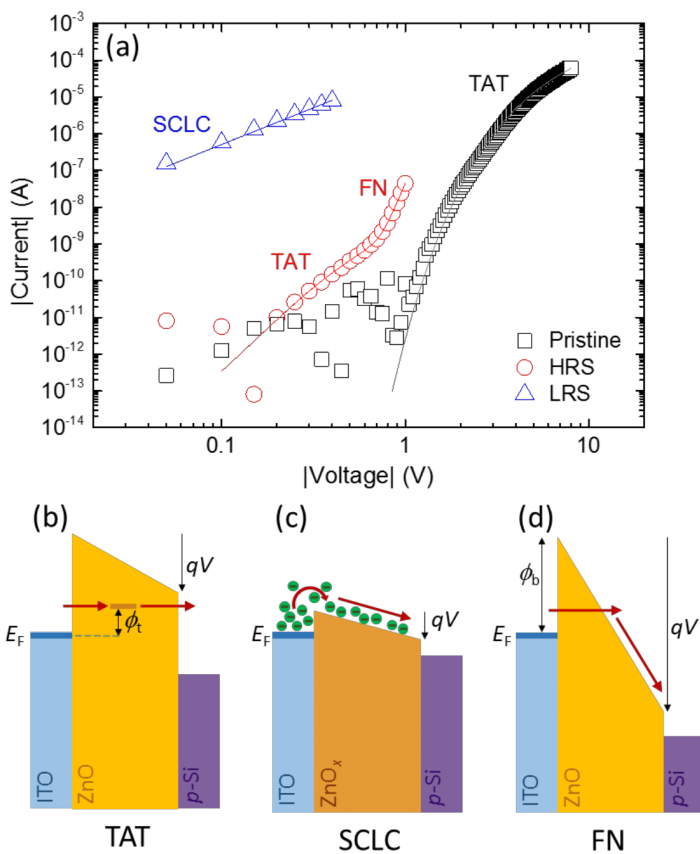 (a)
10⁻³
10⁻⁴
10⁻⁵
10⁻⁶
10⁻⁷
10⁻⁸
10⁻⁹
10⁻¹⁰
10⁻¹¹
10⁻¹²
10⁻¹³
10⁻¹⁴
|Current| (A)
SCLC
TAT
FN
TAT
Pristine
HRS
LRS
0.1 1 10
|Voltage| (V)
(b) (c) (d)
qV
ϕt
EF
ITO
ZnO
p-Si
TAT
qV
EF
ITO
ZnOx
p-Si
SCLC
ϕb
qV
EF
ITO
ZnO
p-Si
FN